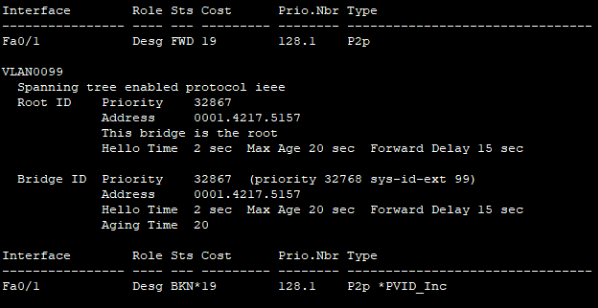 Interface        Role Sts Cost      Prio.Nbr Type
---------------- ---- --- --------- -------- --------------------------------
Fa0/1            Desg FWD 19        128.1    P2p
VLAN0099
  Spanning tree enabled protocol ieee
  Root ID    Priority    32867
             Address     0001.4217.5157
             This bridge is the root
             Hello Time  2 sec  Max Age 20 sec  Forward Delay 15 sec
  Bridge ID  Priority    32867  (priority 32768 sys-id-ext 99)
             Address     0001.4217.5157
             Hello Time  2 sec  Max Age 20 sec  Forward Delay 15 sec
             Aging Time  20
Interface        Role Sts Cost      Prio.Nbr Type
---------------- ---- --- --------- -------- --------------------------------
Fa0/1            Desg BKN*19        128.1    P2p *PVID_Inc